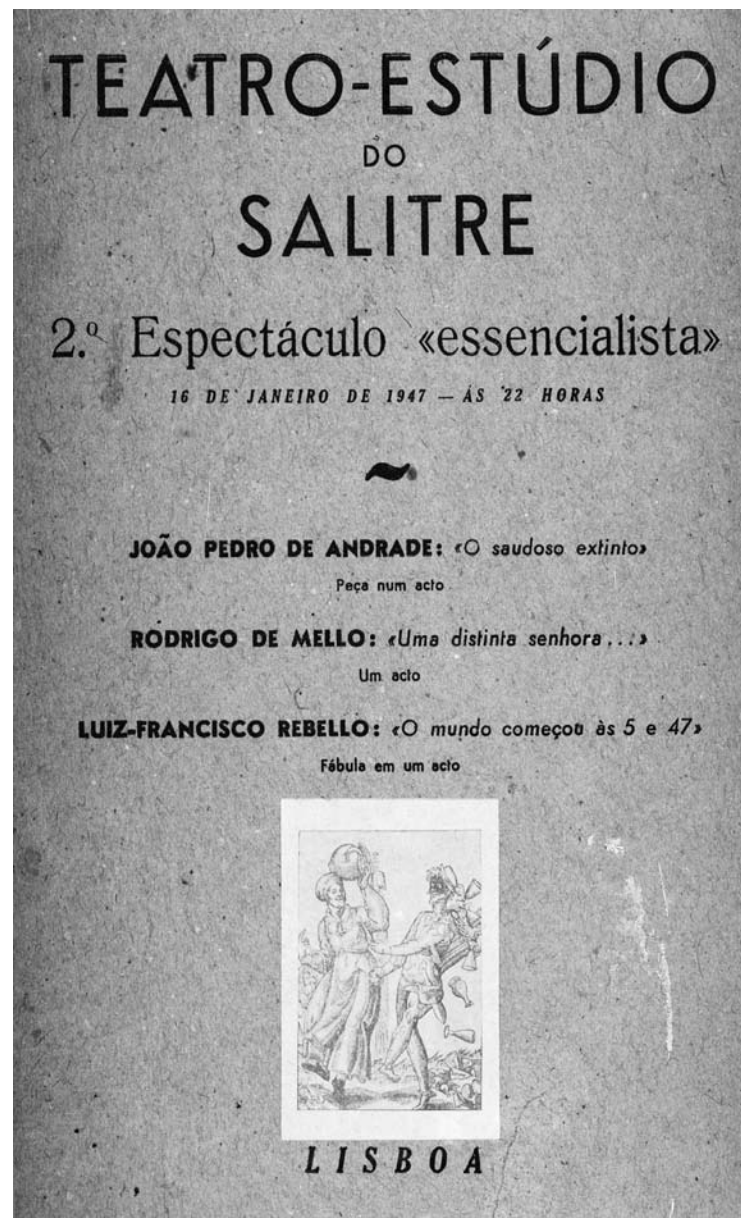 TEATRO-ESTÚDIO
DO
SALITRE
2.º Espectáculo «essencialista»
16 DE JANEIRO DE 1947 — ÀS 22 HORAS
JOÃO PEDRO DE ANDRADE: «O saudoso extinto»
Peça num acto
RODRIGO DE MELLO: «Uma distinta senhora...»
Um acto
LUIZ-FRANCISCO REBELLO: «O mundo começou às 5 e 47»
Fábula em um acto
LISBOA